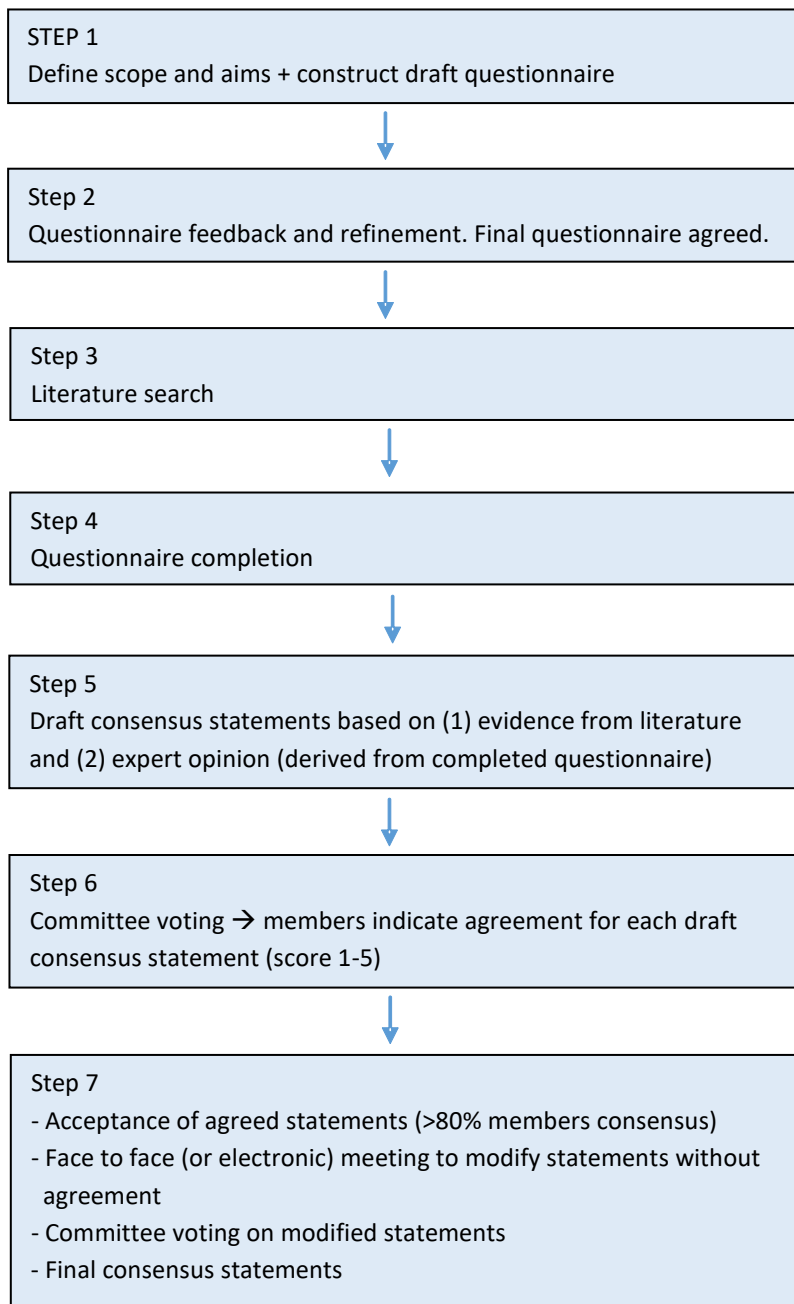 STEP 1
Define scope and aims + construct draft questionnaire
Step 2
Questionnaire feedback and refinement. Final questionnaire agreed.
Step 3
Literature search
Step 4
Questionnaire completion
Step 5
Draft consensus statements based on (1) evidence from literature
and (2) expert opinion (derived from completed questionnaire)
Step 6
Committee voting → members indicate agreement for each draft
consensus statement (score 1-5)
Step 7
- Acceptance of agreed statements (>80% members consensus)
- Face to face (or electronic) meeting to modify statements without
agreement
- Committee voting on modified statements
- Final consensus statements